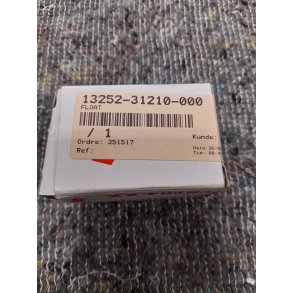 13252-31210-000
FLOAT
/ 1
Kunde:
Ordre: 351517
Ref: